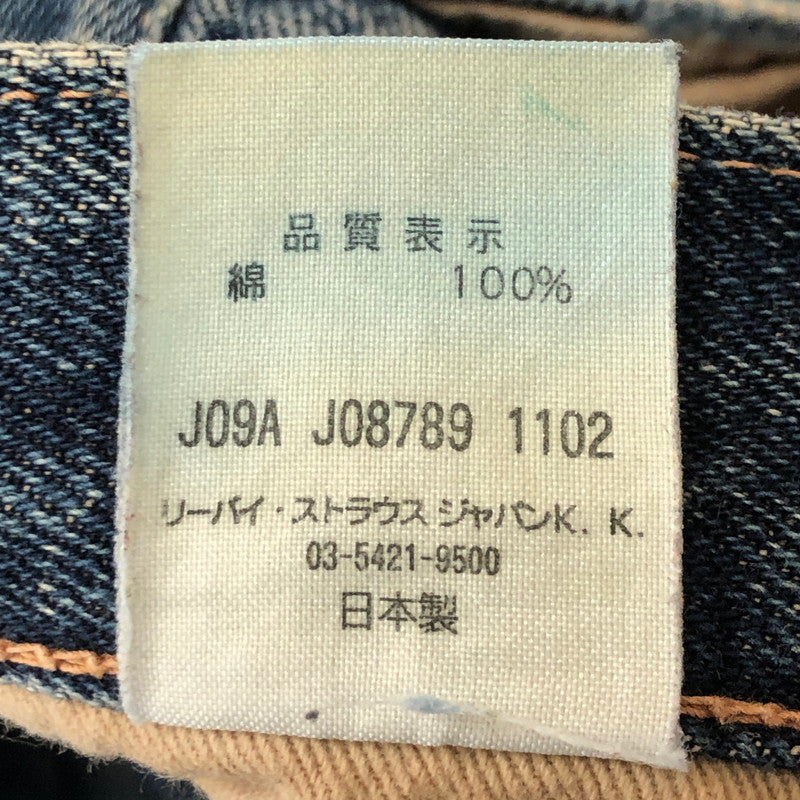 品質表示
綿 100%
J09A J08789 1102
リーバイ・ストラウス ジャパンK. K.
03-5421-9500
日本製